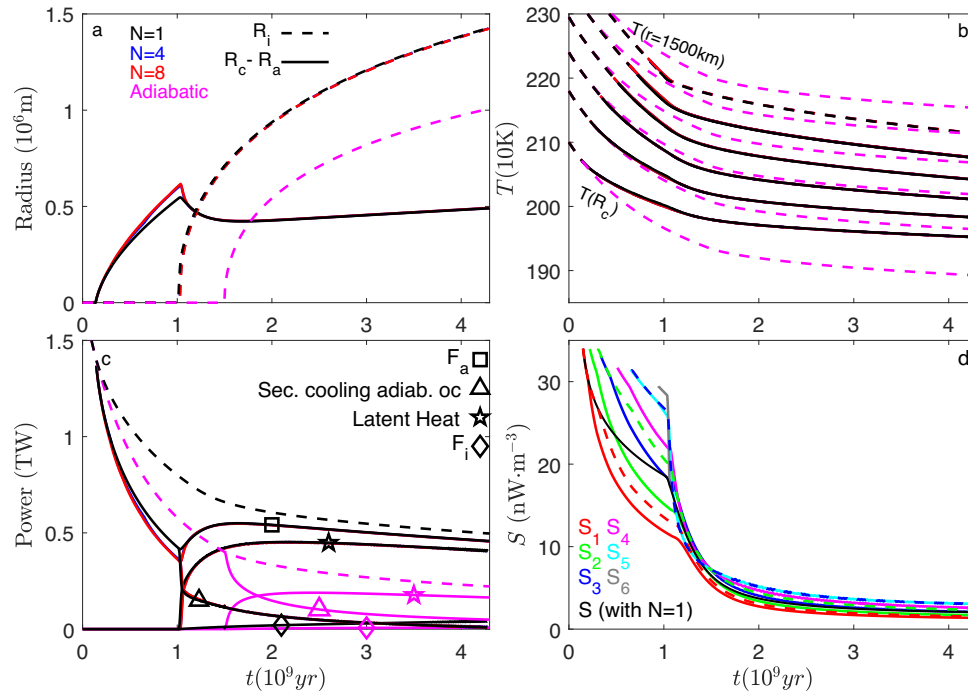 a
N=1
N=4
N=8
Adiabatic
R_i
R_c- R_a
Radius (10^6m)
1.5
1
0.5
0
0 1 2 3 4
b
T(r=1500km)
T(R_c)
T(10K)
230
220
210
200
190
0 1 2 3 4
c
F_a
Sec. cooling adiab. oc
Latent Heat
F_i
Power (TW)
1.5
1
0.5
0
0 1 2 3 4
t(10^9yr)
d
S_1 S_4
S_2 S_5
S_3 S_6
S (with N=1)
S (nW·m^-3)
30
20
10
0
0 1 2 3 4
t(10^9yr)